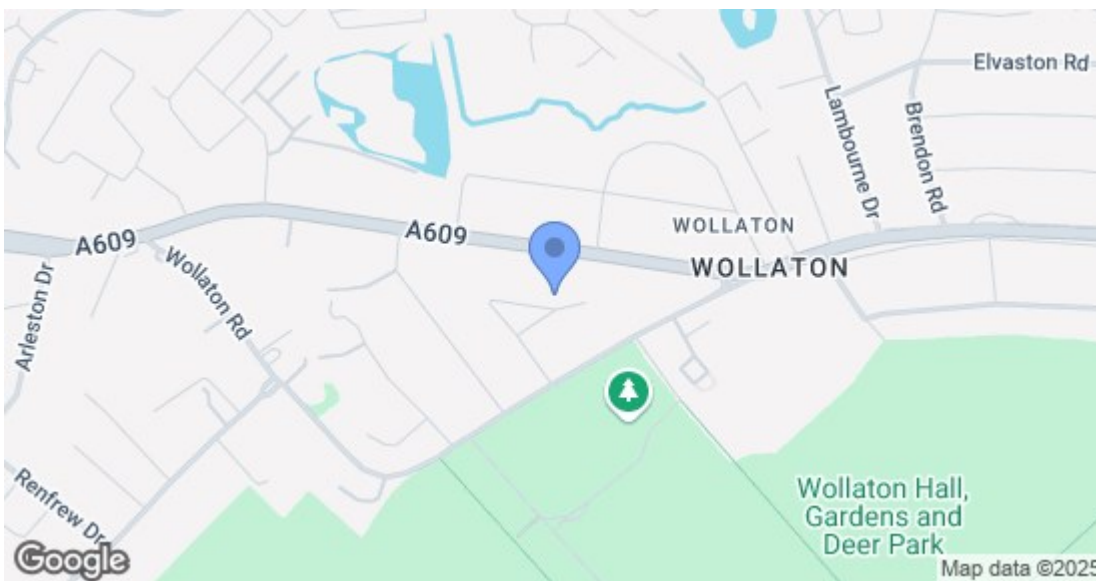 Elvaston Rd
Lambourne Dr
Brendon Rd
WOLLATON
A609
A609
WOLLATON
Wollaton Rd
Arleston Dr
Renfrew Dr
Wollaton Hall,
Gardens and
Deer Park
Google
Map data ©2025